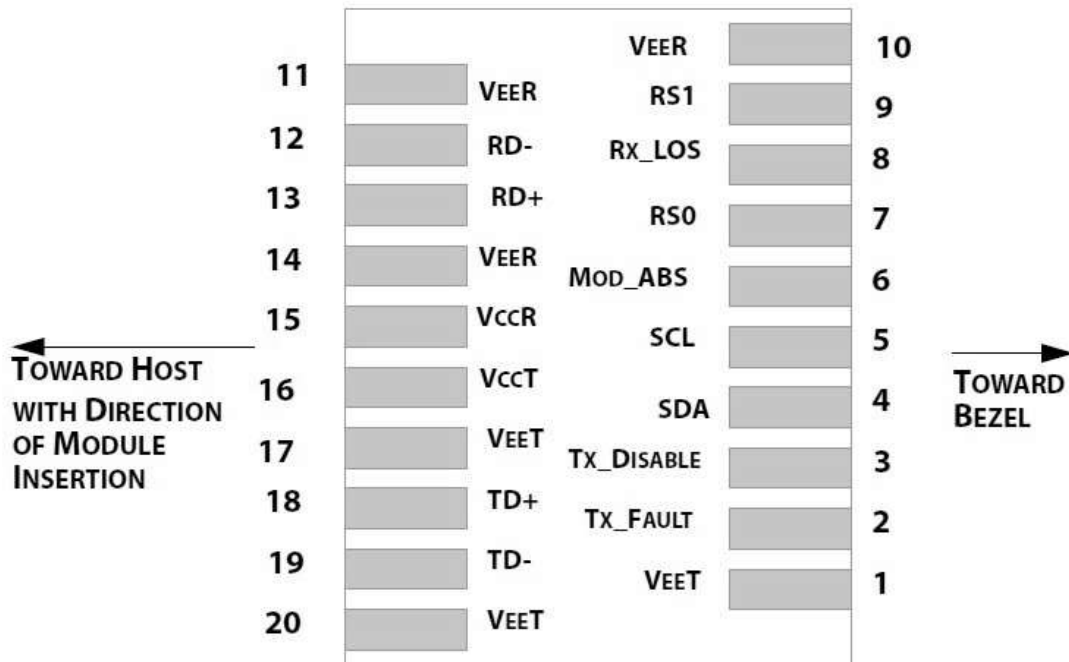 VEER 10
11 VEER
RS1 9
12 RD-
RX_LOS 8
13 RD+
RS0 7
14 VEER
MOD_ABS 6
15 VCCR
SCL 5
16 VCCT
SDA 4
17 VEET
TX_DISABLE 3
18 TD+
TX_FAULT 2
19 TD-
VEET 1
20 VEET
TOWARD HOST
WITH DIRECTION
OF MODULE
INSERTION
TOWARD
BEZEL